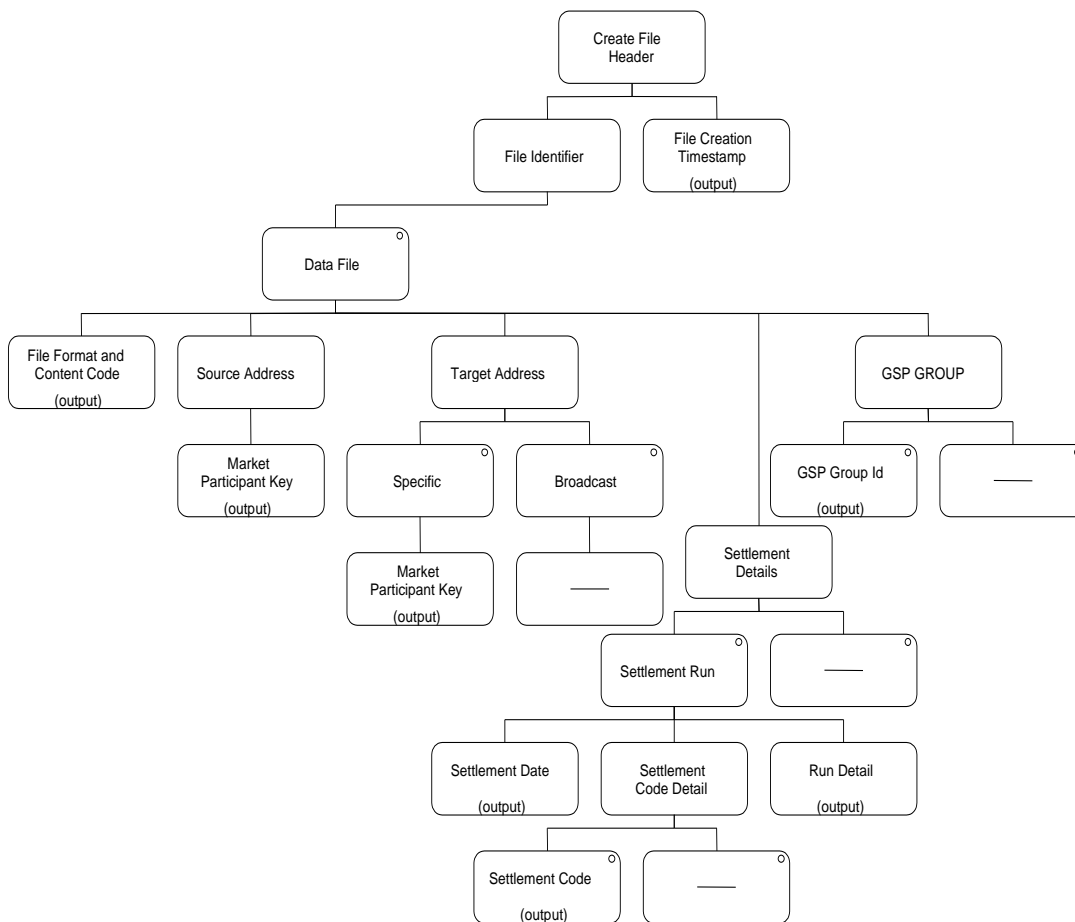 Create File
Header
File Identifier
File Creation
Timestamp
(output)
Data File
File Format and
Content Code
(output)
Source Address
Target Address
GSP GROUP
Market
Participant Key
(output)
Specific
Broadcast
GSP Group Id
(output)
Market
Participant Key
(output)
Settlement
Details
Settlement Run
Settlement Date
(output)
Settlement
Code Detail
Run Detail
(output)
Settlement Code
(output)